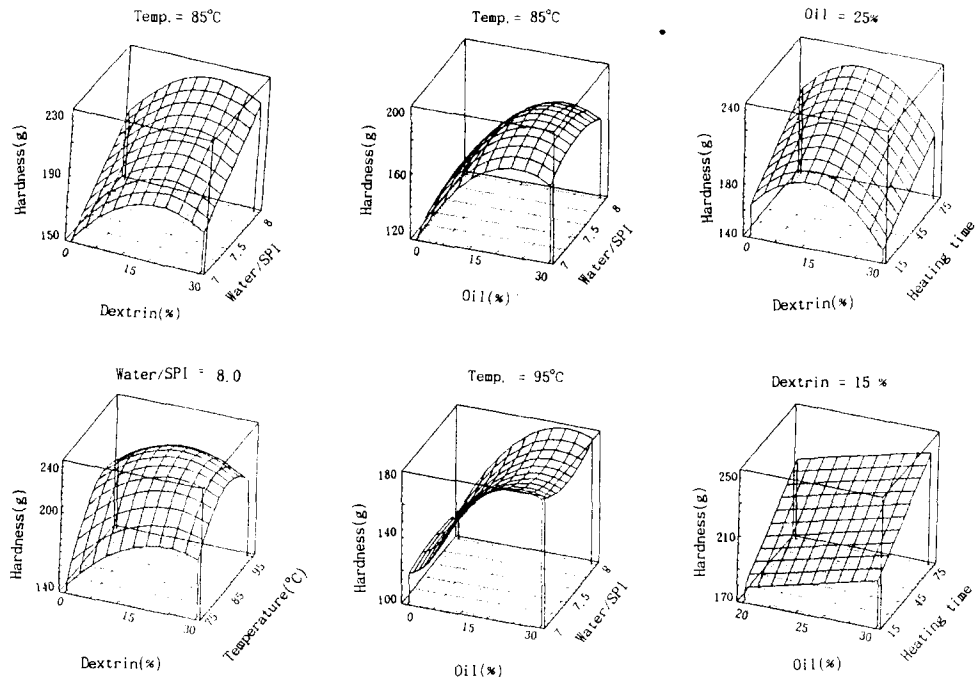 Temp. = 85°C
Hardness(g)
230
190
150
0
15
30
7
7.5
8
Water/SPI
Dextrin(%)
Temp. = 85°C
Hardness(g)
200
160
120
0
15
30
7
7.5
8
Water/SPI
Oil(%)
Oil = 25%
Hardness(g)
240
180
140
0
15
30
15
45
75
Heating time
Dextrin(%)
Water/SPI = 8.0
Hardness(g)
240
200
140
0
15
30
75
85
95
Temperature(°C)
Dextrin(%)
Temp. = 95°C
Hardness(g)
180
140
100
0
15
30
7
7.5
8
Water/SPI
Oil(%)
Dextrin = 15 %
Hardness(g)
250
210
170
20
25
30
15
45
75
Heating time
Oil(%)